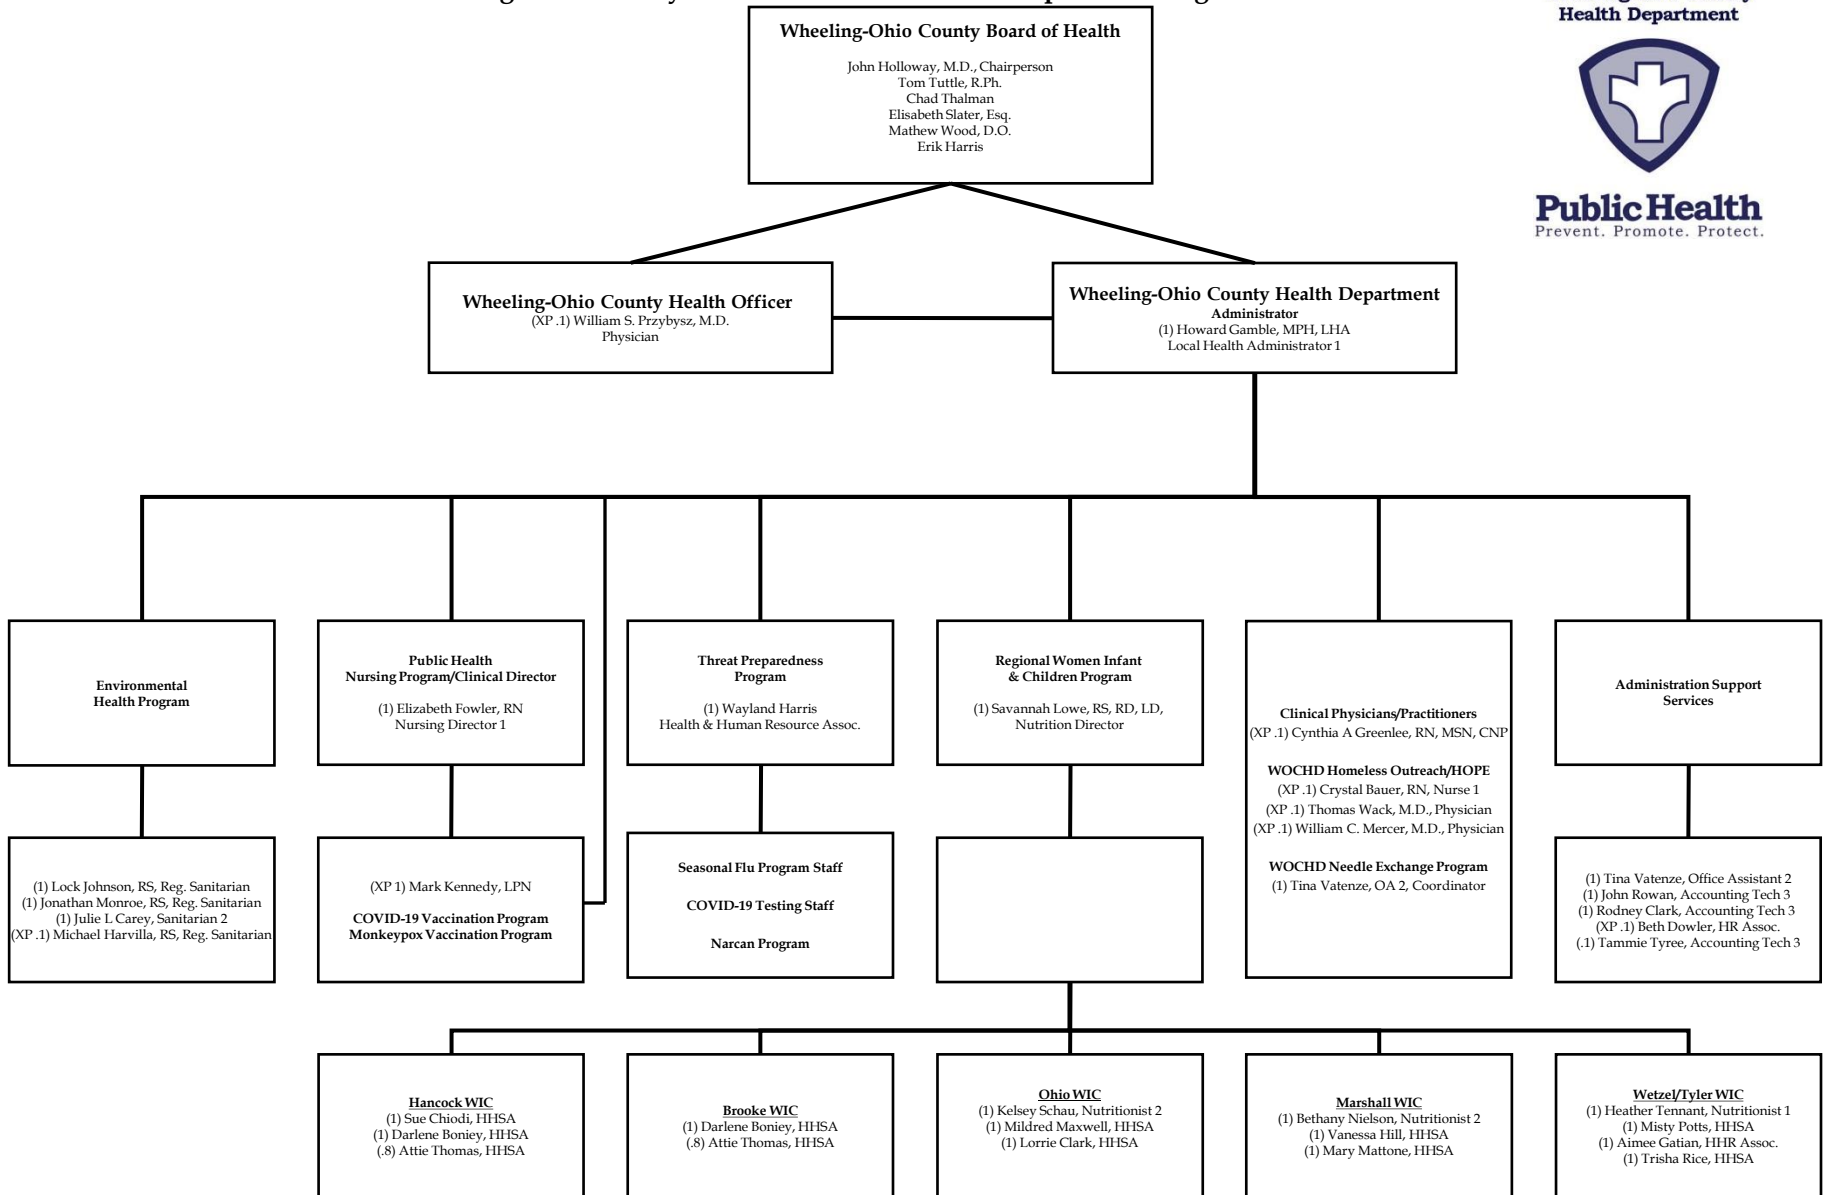 Health Department
Public Health
Prevent. Promote. Protect.
Wheeling-Ohio County Board of Health
John Holloway, M.D., Chairperson
Tom Tuttle, R.Ph.
Chad Thalman
Elisabeth Slater, Esq.
Mathew Wood, D.O.
Erik Harris
Wheeling-Ohio County Health Officer
(XP .1) William S. Przybysz, M.D.
Physician
Wheeling-Ohio County Health Department
Administrator
(1) Howard Gamble, MPH, LHA
Local Health Administrator 1
Environmental
Health Program
Public Health
Nursing Program/Clinical Director
(1) Elizabeth Fowler, RN
Nursing Director 1
Threat Preparedness
Program
(1) Wayland Harris
Health & Human Resource Assoc.
Regional Women Infant
& Children Program
(1) Savannah Lowe, RS, RD, LD,
Nutrition Director
Clinical Physicians/Practitioners
(XP .1) Cynthia A Greenlee, RN, MSN, CNP
WOCHD Homeless Outreach/HOPE
(XP .1) Crystal Bauer, RN, Nurse 1
(XP .1) Thomas Wack, M.D., Physician
(XP .1) William C. Mercer, M.D., Physician
WOCHD Needle Exchange Program
(1) Tina Vatenze, OA 2, Coordinator
Administration Support
Services
(1) Lock Johnson, RS, Reg. Sanitarian
(1) Jonathan Monroe, RS, Reg. Sanitarian
(1) Julie L Carey, Sanitarian 2
(XP .1) Michael Harvilla, RS, Reg. Sanitarian
(XP 1) Mark Kennedy, LPN
COVID-19 Vaccination Program
Monkeypox Vaccination Program
Seasonal Flu Program Staff
COVID-19 Testing Staff
Narcan Program
(1) Tina Vatenze, Office Assistant 2
(1) John Rowan, Accounting Tech 3
(1) Rodney Clark, Accounting Tech 3
(XP .1) Beth Dowler, HR Assoc.
(.1) Tammie Tyree, Accounting Tech 3
Hancock WIC
(1) Sue Chiodi, HHSA
(1) Darlene Boniey, HHSA
(.8) Attie Thomas, HHSA
Brooke WIC
(1) Darlene Boniey, HHSA
(.8) Attie Thomas, HHSA
Ohio WIC
(1) Kelsey Schau, Nutritionist 2
(1) Mildred Maxwell, HHSA
(1) Lorrie Clark, HHSA
Marshall WIC
(1) Bethany Nielson, Nutritionist 2
(1) Vanessa Hill, HHSA
(1) Mary Mattone, HHSA
Wetzel/Tyler WIC
(1) Heather Tennant, Nutritionist 1
(1) Misty Potts, HHSA
(1) Aimee Gatian, HHR Assoc.
(1) Trisha Rice, HHSA